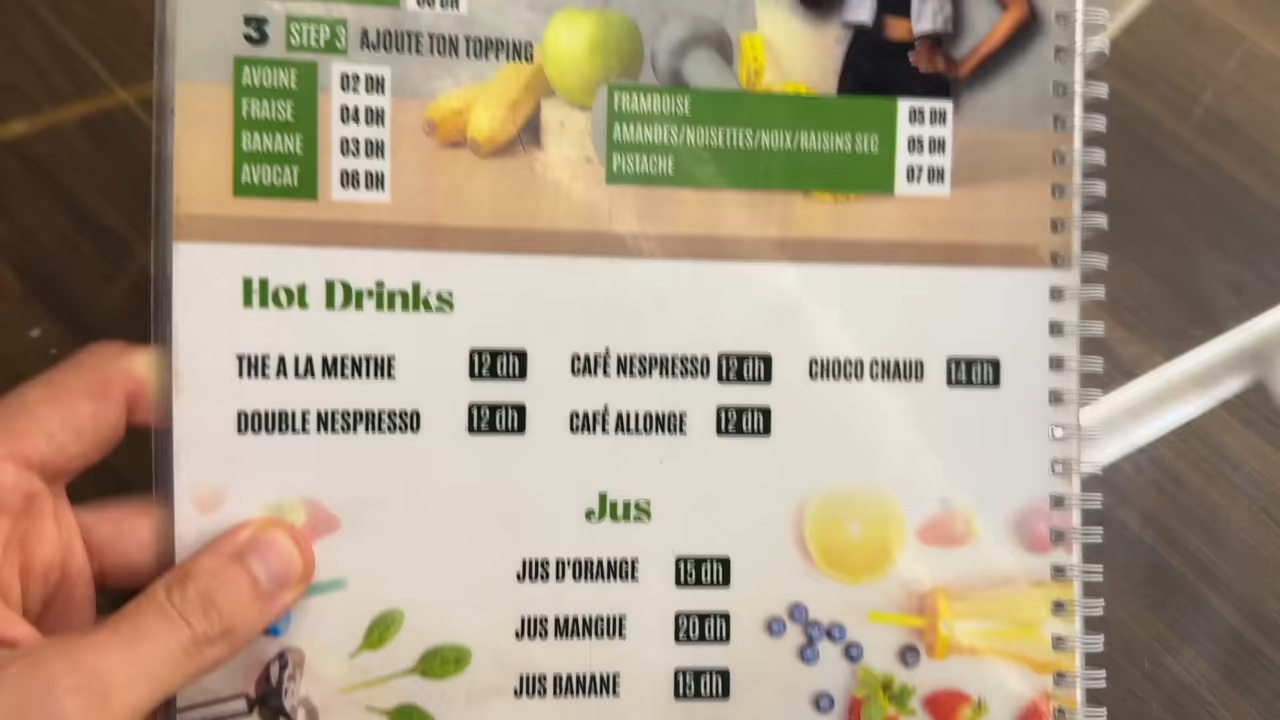 3 STEP 3 AJOUTE TON TOPPING
AVOINE 02 DH
FRAISE 04 DH
BANANE 03 DH
AVOCAT 06 DH
FRAMBOISE 05 DH
AMANDES/NOISETTES/NOIX/RAISINS SEC 05 DH
PISTACHE 07 DH
Hot Drinks
THE A LA MENTHE 12 dh CAFÉ NESPRESSO 12 dh CHOCO CHAUD 14 dh
DOUBLE NESPRESSO 12 dh CAFÉ ALLONGE 12 dh
Jus
JUS D'ORANGE 15 dh
JUS MANGUE 20 dh
JUS BANANE 15 dh